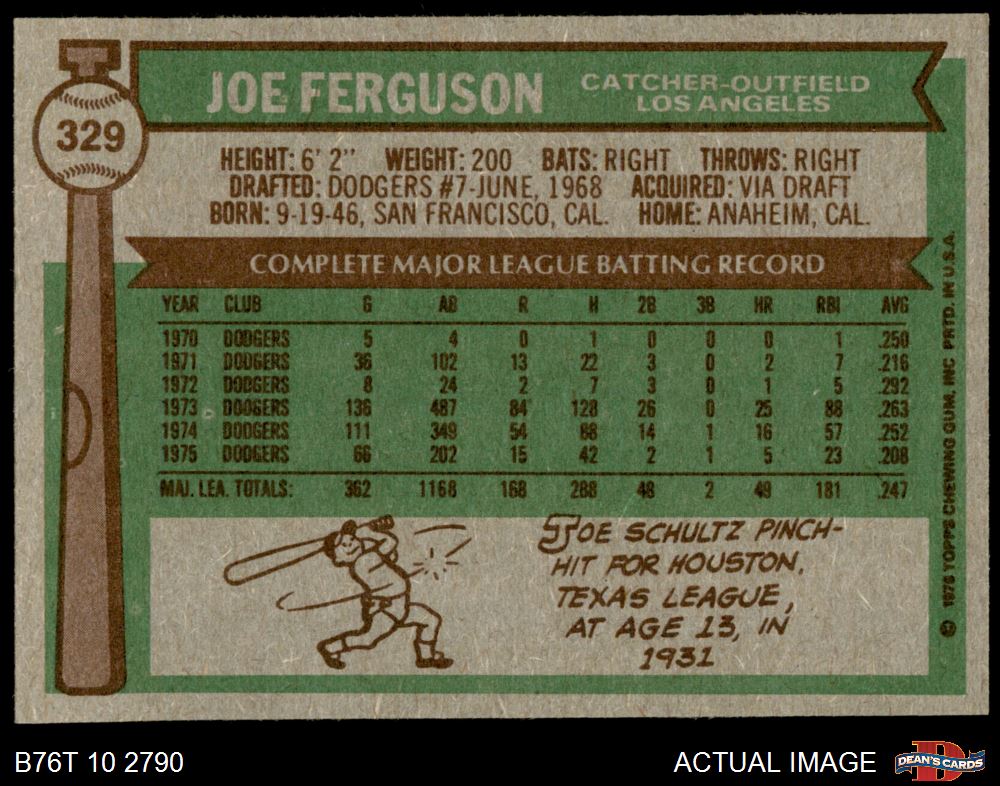 329
JOE FERGUSON
CATCHER-OUTFIELD
LOS ANGELES
HEIGHT: 6' 2" WEIGHT: 200 BATS: RIGHT THROWS: RIGHT
DRAFTED: DODGERS #7-JUNE, 1968 ACQUIRED: VIA DRAFT
BORN: 9-19-46, SAN FRANCISCO, CAL. HOME: ANAHEIM, CAL.
COMPLETE MAJOR LEAGUE BATTING RECORD
YEAR CLUB G AB R H 2B 3B HR RBI AVG
1970 DODGERS 5 4 0 1 0 0 0 1 .250
1971 DODGERS 36 102 13 22 3 0 2 7 .216
1972 DODGERS 8 24 2 7 3 0 1 5 .292
1973 DODGERS 136 487 84 128 26 0 25 88 .263
1974 DODGERS 111 349 54 88 14 1 16 57 .252
1975 DODGERS 66 202 15 42 2 1 5 23 .208
MAJ. LEA. TOTALS: 362 1168 168 288 48 2 49 181 .247
JOE SCHULTZ PINCH-
HIT FOR HOUSTON,
TEXAS LEAGUE,
AT AGE 13, IN
1931
© 1976 TOPPS CHEWING GUM, INC PRTD. IN U.S.A.
B76T 10 2790
ACTUAL IMAGE
D
DEAN'S CARDS